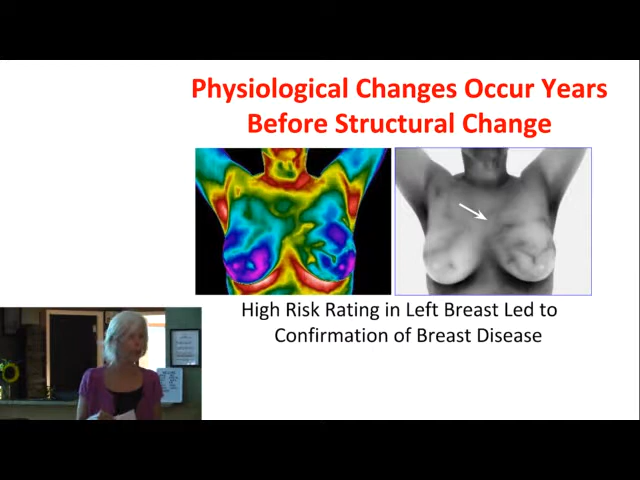 Physiological Changes Occur Years
Before Structural Change
High Risk Rating in Left Breast Led to
Confirmation of Breast Disease